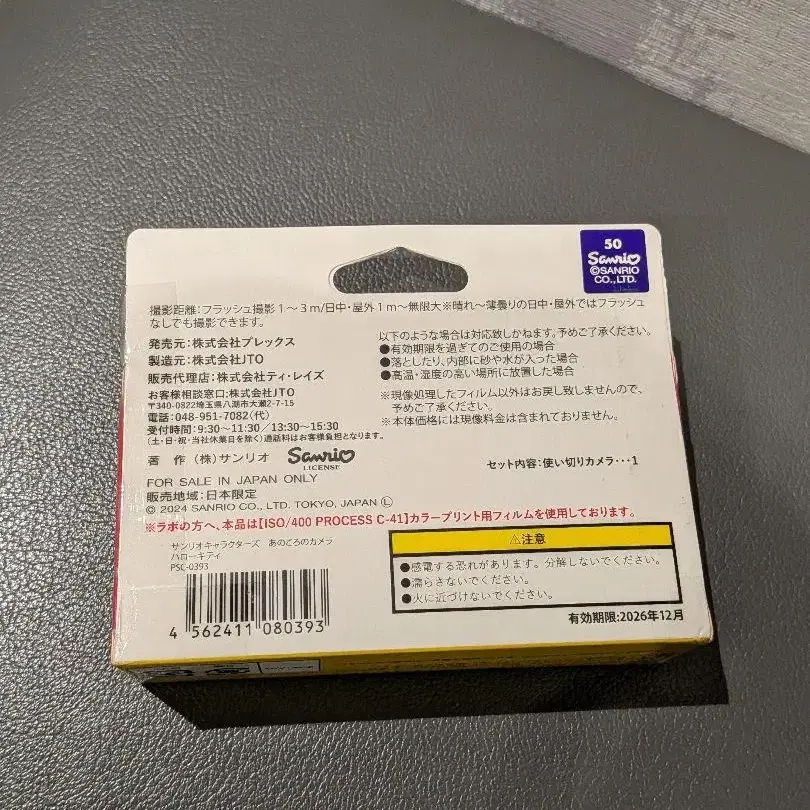 50
Sanrio
©SANRIO
CO., LTD.
撮影距離:フラッシュ撮影1～3m/日中・屋外1m～無限大※晴れ～薄曇りの日中・屋外ではフラッシュ
なしでも撮影できます。
発売元:株式会社プレックス
製造元:株式会社JTO
販売代理店:株式会社ティ・レイズ
お客様相談窓口:株式会社JTO
〒340-0822埼玉県八潮市大瀬2-7-15
電話:048-951-7082(代)
受付時間:9:30～11:30/13:30～15:30
(土・日・祝・当社休業日を除く)通話料はお客様負担となります。
著 作 (株)サンリオ
Sanrio
LICENSE
FOR SALE IN JAPAN ONLY
販売地域:日本限定
© 2024 SANRIO CO., LTD. TOKYO, JAPAN Ⓛ
以下のような場合は対応致しかねます。予めご了承ください。
●有効期限を過ぎてのご使用の場合
●落としたり、内部に砂や水が入った場合
●高温・湿度の高い場所に放置した場合
※現像処理したフィルム以外はお戻し致しませんので、
予めご了承ください。
※本体価格には現像料金は含まれておりません。
セット内容:使い切りカメラ・・・1
※ラボの方へ、本品は【ISO/400 PROCESS C-41】カラープリント用フィルムを使用しております。
サンリオキャラクターズ あのころのカメラ
ハローキティ
PSC-0393
4 562411 080393
⚠注意
●感電する恐れがあります。分解しないでください。
●濡らさないでください。
●火に近づけないでください。
有効期限:2026年12月